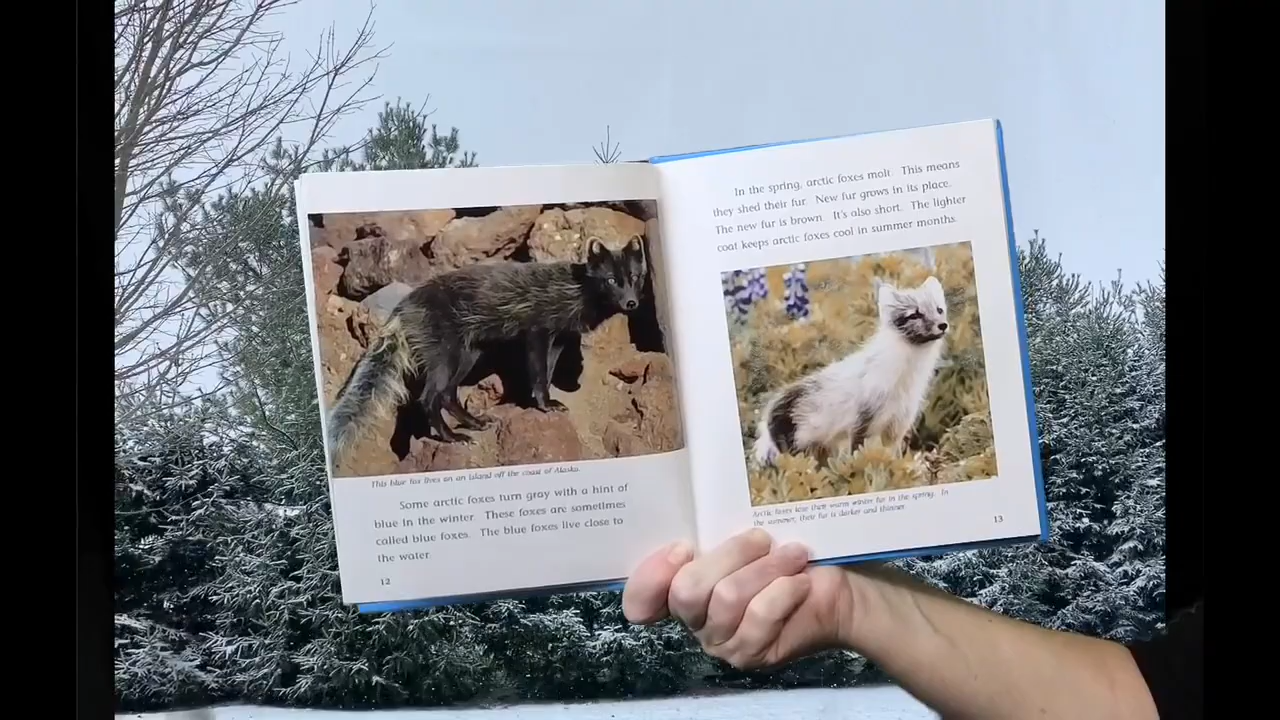 This blue fox lives on an island off the coast of Alaska.
Some arctic foxes turn gray with a hint of
blue in the winter. These foxes are sometimes
called blue foxes. The blue foxes live close to
the water.
12
In the spring, arctic foxes molt. This means
they shed their fur. New fur grows in its place.
The new fur is brown. It's also short. The lighter
coat keeps arctic foxes cool in summer months.
Arctic foxes lose their warm winter fur in the spring. In
the summer, their fur is darker and thinner.
13